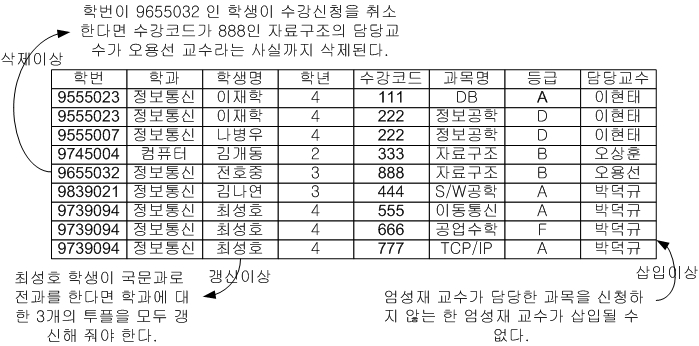 학번이 9655032 인 학생이 수강신청을 취소
한다면 수강코드가 888인 자료구조의 담당교
수가 오용선 교수라는 사실까지 삭제된다.
삭제이상
학번 학과 학생명 학년 수강코드 과목명 등급 담당교수
9555023 정보통신 이재학 4 111 DB A 이현태
9555023 정보통신 이재학 4 222 정보공학 D 이현태
9555007 정보통신 나병우 4 222 정보공학 D 이현태
9745004 컴퓨터 김개동 2 333 자료구조 B 오상훈
9655032 정보통신 전호중 3 888 자료구조 B 오용선
9839021 정보통신 김나연 3 444 S/W공학 A 박덕규
9739094 정보통신 최성호 4 555 이동통신 A 박덕규
9739094 정보통신 최성호 4 666 공업수학 F 박덕규
9739094 정보통신 최성호 4 777 TCP/IP A 박덕규
최성호 학생이 국문과로
전과를 한다면 학과에 대
한 3개의 투플을 모두 갱
신해 줘야 한다.
갱신이상
삽입이상
엄성재 교수가 담당한 과목을 신청하
지 않는 한 엄성재 교수가 삽입될 수
없다.